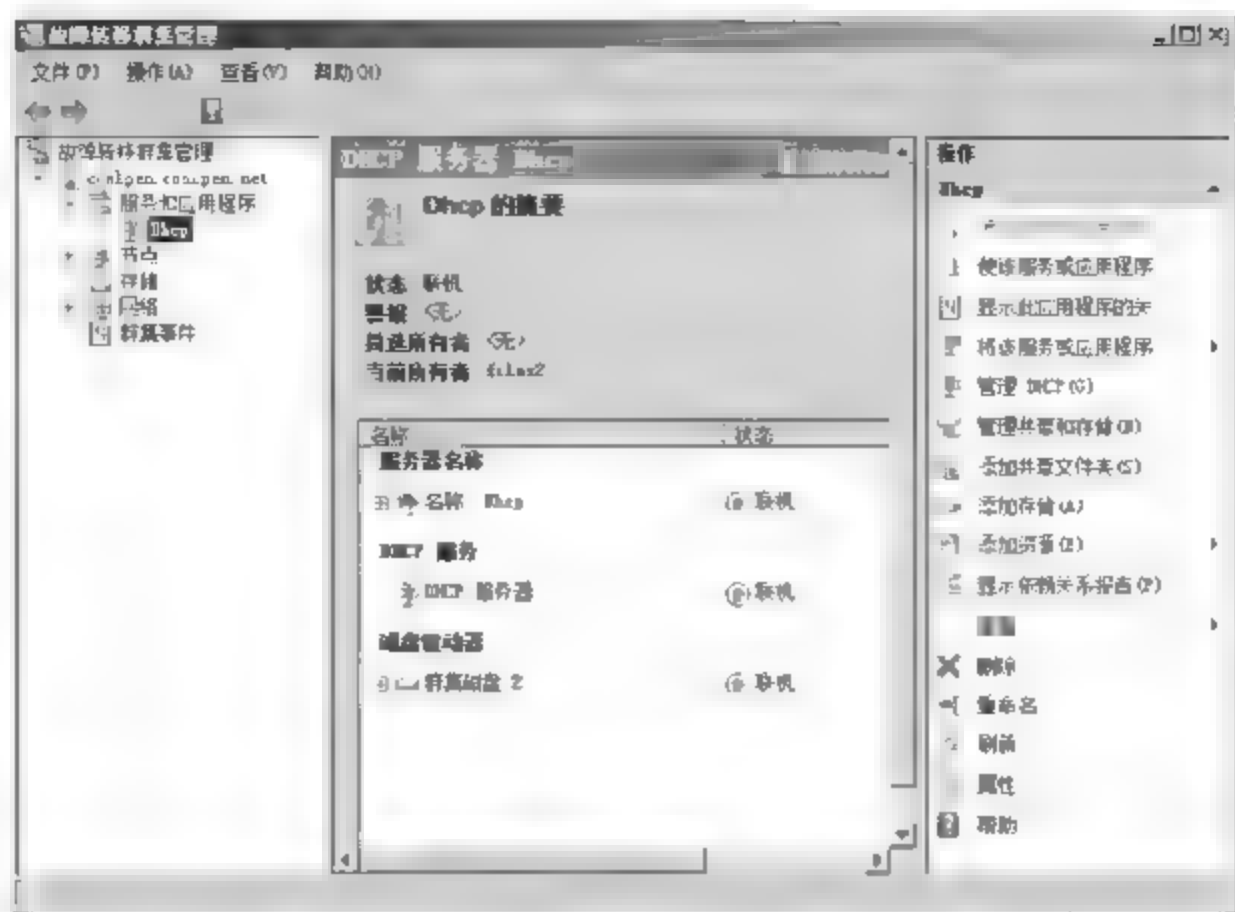 故障转移群集管理
文件(F) 操作(A) 查看(V) 帮助(H)
故障转移群集管理
服务和应用程序
Dhcp
节点
存储
网络
群集事件
DHCP 服务器 Dhcp
Dhcp 的摘要
状态 联机
警报 <无>
首选所有者 <无>
当前所有者
名称 状态
服务器名称
名称 Dhcp 联机
DHCP 服务
DHCP 服务器 联机
磁盘驱动器
群集磁盘 2 联机
操作
Dhcp
使该服务或应用程序
显示此应用程序的关
将该服务或应用程序
管理 DHCP(G)
管理共享和存储(H)
添加共享文件夹(S)
添加存储(A)
添加资源(E)
显示依赖关系报告(P)
删除
重命名
刷新
属性
帮助